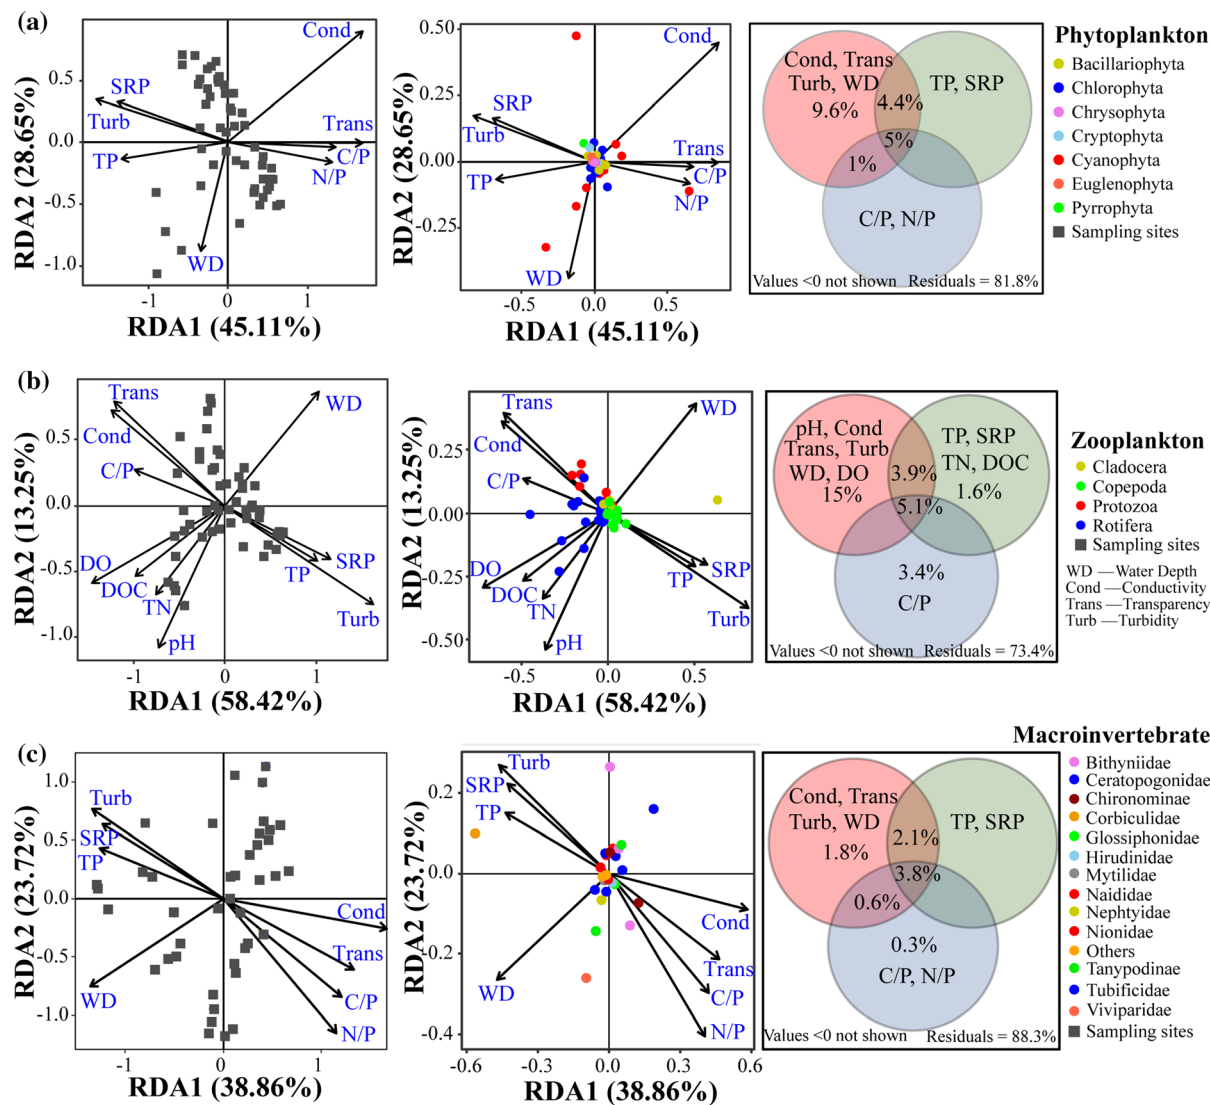 (a)
Cond
SRP
Turb
Trans
TP
C/P
N/P
WD
0.5
0.0
-0.5
-1.0
-1
0
1
RDA2 (28.65%)
RDA1 (45.11%)
Cond
SRP
Turb
Trans
TP
C/P
N/P
WD
0.50
0.25
0.00
-0.25
-0.5
0.0
0.5
RDA2 (28.65%)
RDA1 (45.11%)
Cond, Trans
Turb, WD
9.6%
TP, SRP
4.4%
5%
1%
C/P, N/P
Values <0 not shown Residuals = 81.8%
Phytoplankton
Bacillariophyta
Chlorophyta
Chrysophyta
Cryptophyta
Cyanophyta
Euglenophyta
Pyrrophyta
Sampling sites
(b)
Trans
WD
Cond
C/P
DO
DOC
TN
pH
SRP
TP
Turb
0.5
0.0
-0.5
-1.0
-1
0
1
RDA2 (13.25%)
RDA1 (58.42%)
Trans
WD
Cond
C/P
DO
DOC
TN
pH
SRP
TP
Turb
0.25
0.00
-0.25
-0.50
-0.5
0.0
0.5
RDA2 (13.25%)
RDA1 (58.42%)
pH, Cond
Trans, Turb
WD, DO
15%
TP, SRP
TN, DOC
1.6%
3.9%
5.1%
3.4%
C/P
Values <0 not shown Residuals = 73.4%
Zooplankton
Cladocera
Copepoda
Protozoa
Rotifera
Sampling sites
WD —Water Depth
Cond —Conductivity
Trans —Transparency
Turb —Turbidity
(c)
Turb
SRP
TP
Cond
Trans
C/P
N/P
WD
1.0
0.5
0.0
-0.5
-1.0
-1
0
1
RDA2 (23.72%)
RDA1 (38.86%)
Turb
SRP
TP
Cond
Trans
C/P
N/P
WD
0.2
0.0
-0.2
-0.4
-0.6
-0.3
0.0
0.3
0.6
RDA2 (23.72%)
RDA1 (38.86%)
Cond, Trans
Turb, WD
1.8%
TP, SRP
2.1%
3.8%
0.6%
0.3%
C/P, N/P
Values <0 not shown Residuals = 88.3%
Macroinvertebrate
Bithyniidae
Ceratopogonidae
Chironominae
Corbiculidae
Glossiphonidae
Hirudinidae
Mytilidae
Naididae
Nephtyidae
Nionidae
Others
Tanypodinae
Tubificidae
Viviparidae
Sampling sites